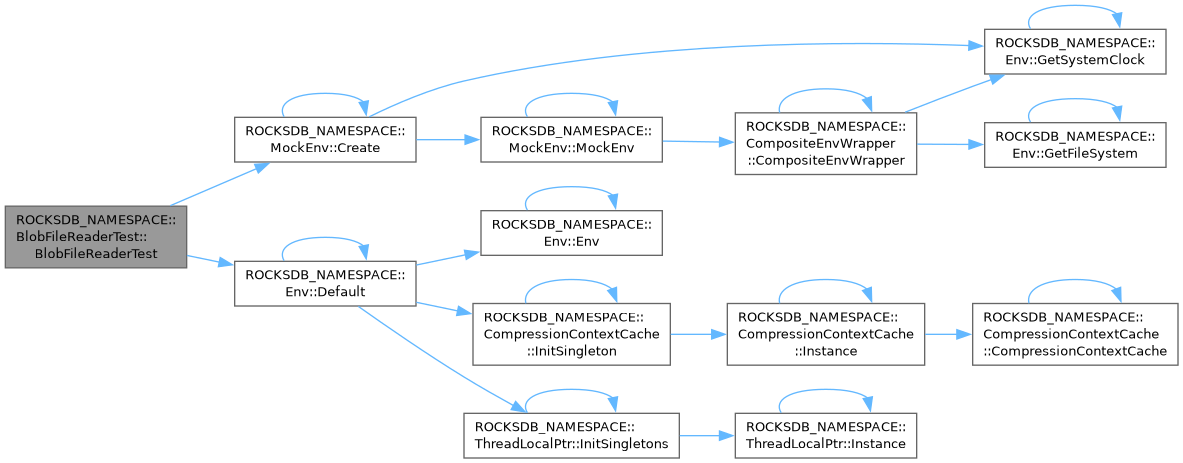 ROCKSDB_NAMESPACE::
BlobFileReaderTest::
BlobFileReaderTest
ROCKSDB_NAMESPACE::
MockEnv::Create
ROCKSDB_NAMESPACE::
Env::GetSystemClock
ROCKSDB_NAMESPACE::
MockEnv::MockEnv
ROCKSDB_NAMESPACE::
CompositeEnvWrapper
::CompositeEnvWrapper
ROCKSDB_NAMESPACE::
Env::GetFileSystem
ROCKSDB_NAMESPACE::
Env::Default
ROCKSDB_NAMESPACE::
Env::Env
ROCKSDB_NAMESPACE::
CompressionContextCache
::InitSingleton
ROCKSDB_NAMESPACE::
CompressionContextCache
::Instance
ROCKSDB_NAMESPACE::
CompressionContextCache
::CompressionContextCache
ROCKSDB_NAMESPACE::
ThreadLocalPtr::InitSingletons
ROCKSDB_NAMESPACE::
ThreadLocalPtr::Instance